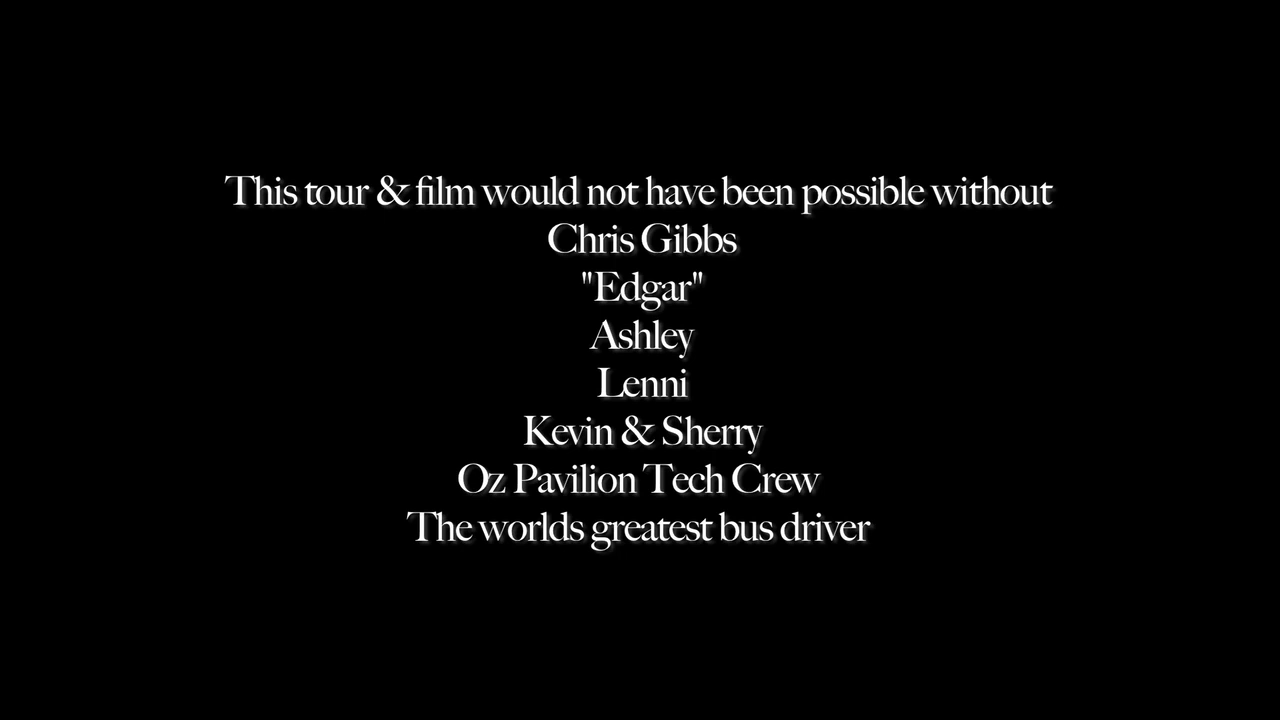 This tour & film would not have been possible without
Chris Gibbs
"Edgar"
Ashley
Lenni
Kevin & Sherry
Oz Pavilion Tech Crew
The worlds greatest bus driver